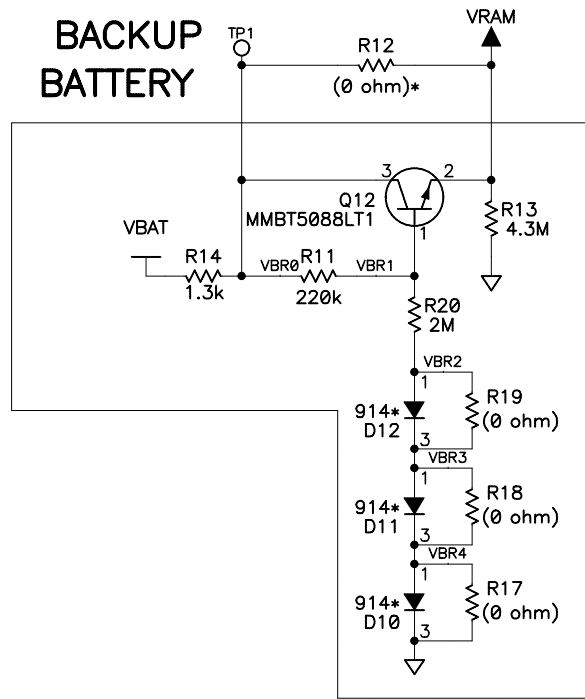 BACKUP
BATTERY
TP1
R12
(0 ohm)*
VRAM
3
2
Q12
MMBT5088LT1
1
R13
4.3M
VBAT
R14
1.3k
VBR0
R11
220k
VBR1
R20
2M
VBR2
1
914*
D12
3
R19
(0 ohm)
VBR3
1
914*
D11
3
R18
(0 ohm)
VBR4
1
914*
D10
3
R17
(0 ohm)